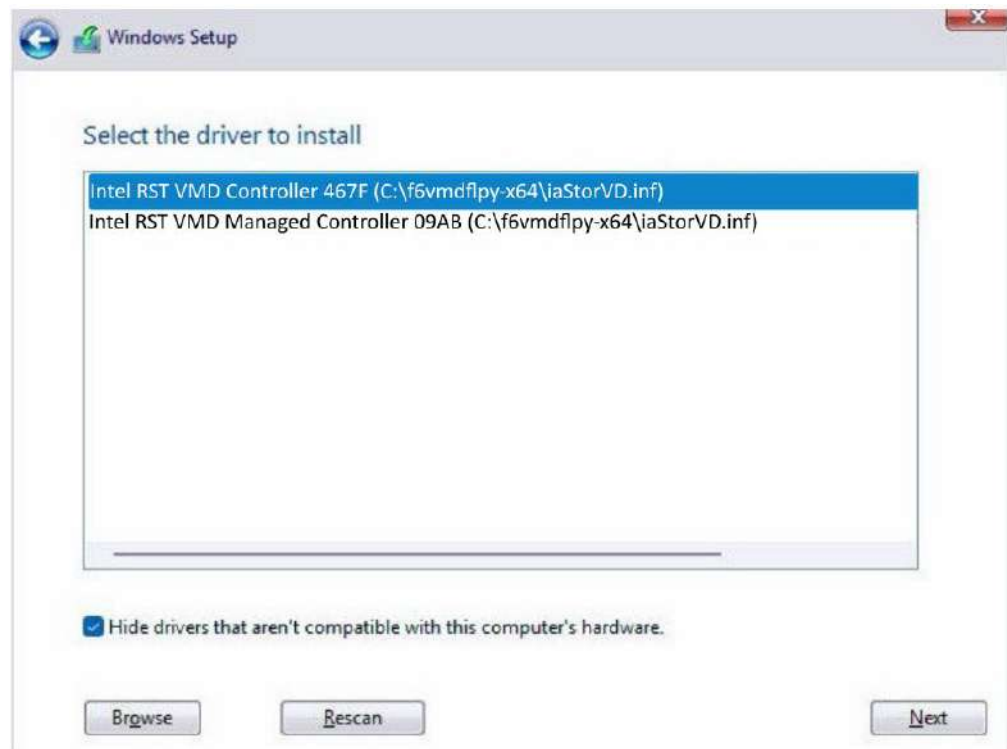 Windows Setup
Select the driver to install
Intel RST VMD Controller 467F (C:\f6vmdflpy-x64\iaStorVD.inf)
Intel RST VMD Managed Controller 09AB (C:\f6vmdflpy-x64\iaStorVD.inf)
Hide drivers that aren't compatible with this computer's hardware.
Browse Rescan Next